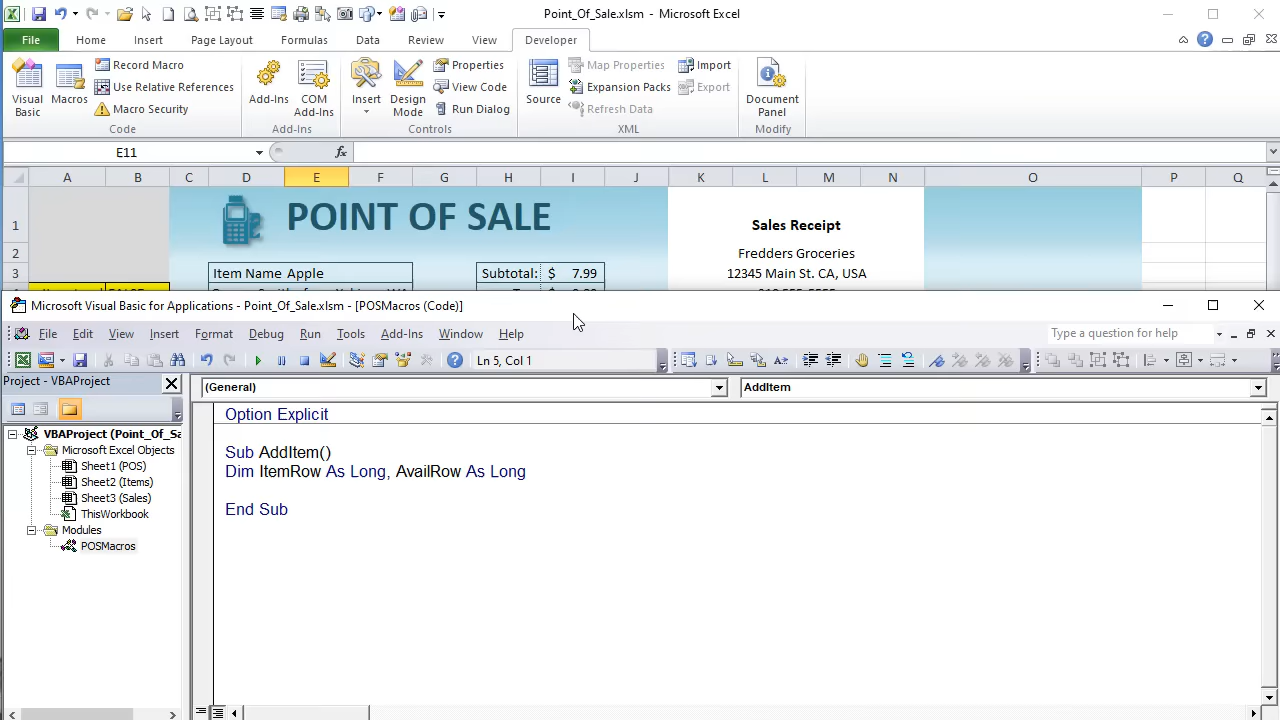 Point_Of_Sale.xlsm - Microsoft Excel
File Home Insert Page Layout Formulas Data Review View Developer
Visual Basic
Macros
Record Macro
Use Relative References
Macro Security
Code
Add-Ins
COM Add-Ins
Add-Ins
Insert
Design Mode
Properties
View Code
Run Dialog
Controls
Source
Map Properties
Expansion Packs
Refresh Data
Import
Export
XML
Document Panel
Modify
E11 fx
A B C D E F G H I J K L M N O P Q
1 POINT OF SALE Sales Receipt
2 Fredders Groceries
3 Item Name Apple Subtotal: $ 7.99 12345 Main St. CA, USA
Microsoft Visual Basic for Applications - Point_Of_Sale.xlsm - [POSMacros (Code)]
File Edit View Insert Format Debug Run Tools Add-Ins Window Help Type a question for help
Ln 5, Col 1
Project - VBAProject
(General) AddItem
VBAProject (Point_Of_Sa
Microsoft Excel Objects
Sheet1 (POS)
Sheet2 (Items)
Sheet3 (Sales)
ThisWorkbook
Modules
POSMacros
Option Explicit
Sub AddItem()
Dim ItemRow As Long, AvailRow As Long
End Sub